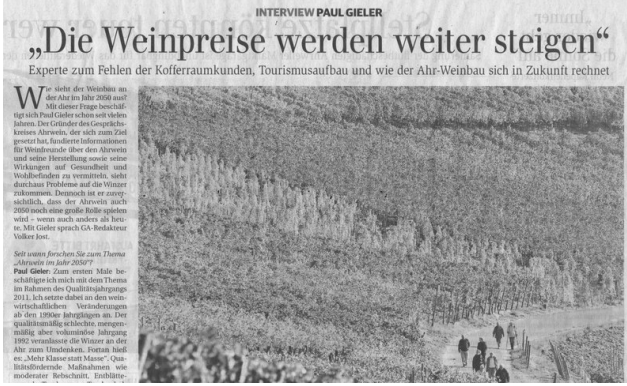 INTERVIEW PAUL GIELER
„Die Weinpreise werden weiter steigen“
Experte zum Fehlen der Kofferraumkunden, Tourismusaufbau und wie der Ahr-Weinbau sich in Zukunft rechnet
Wie sieht der Weinbau an
der Ahr im Jahr 2050 aus?
Mit dieser Frage beschäf-
tigt sich Paul Gieler schon seit vielen
Jahren. Der Gründer des Gesprächs-
kreises Ahrwein, der sich zum Ziel
gesetzt hat, fundierte Informationen
für Weinfreunde über den Ahrwein
und seine Herstellung sowie seine
Wirkungen auf Gesundheit und
Wohlbefinden zu vermitteln, sieht
durchaus Probleme auf die Winzer
zukommen. Dennoch ist er zuver-
sichtlich, dass der Ahrwein auch
2050 noch eine große Rolle spielen
wird – wenn auch anders als heu-
te. Mit Gieler sprach GA-Redakteur
Volker Jost.
Seit wann forschen Sie zum Thema
„Ahrwein im Jahr 2050“?
Paul Gieler: Zum ersten Male be-
schäftigte ich mich mit dem Thema
im Rahmen des Qualitätsjahrgangs
2011. Ich setzte dabei an den wein-
wirtschaftlichen Veränderungen
ab den 1990er Jahrgängen an. Der
qualitätsmäßig schlechte, mengen-
mäßig aber voluminöse Jahrgang
1992 veranlasste die Winzer an der
Ahr zum Umdenken. Fortan hieß
es: „Mehr Klasse statt Masse“. Qua-
litätsfördernde Maßnahmen wie
moderater Rebschnitt, Entblätte-